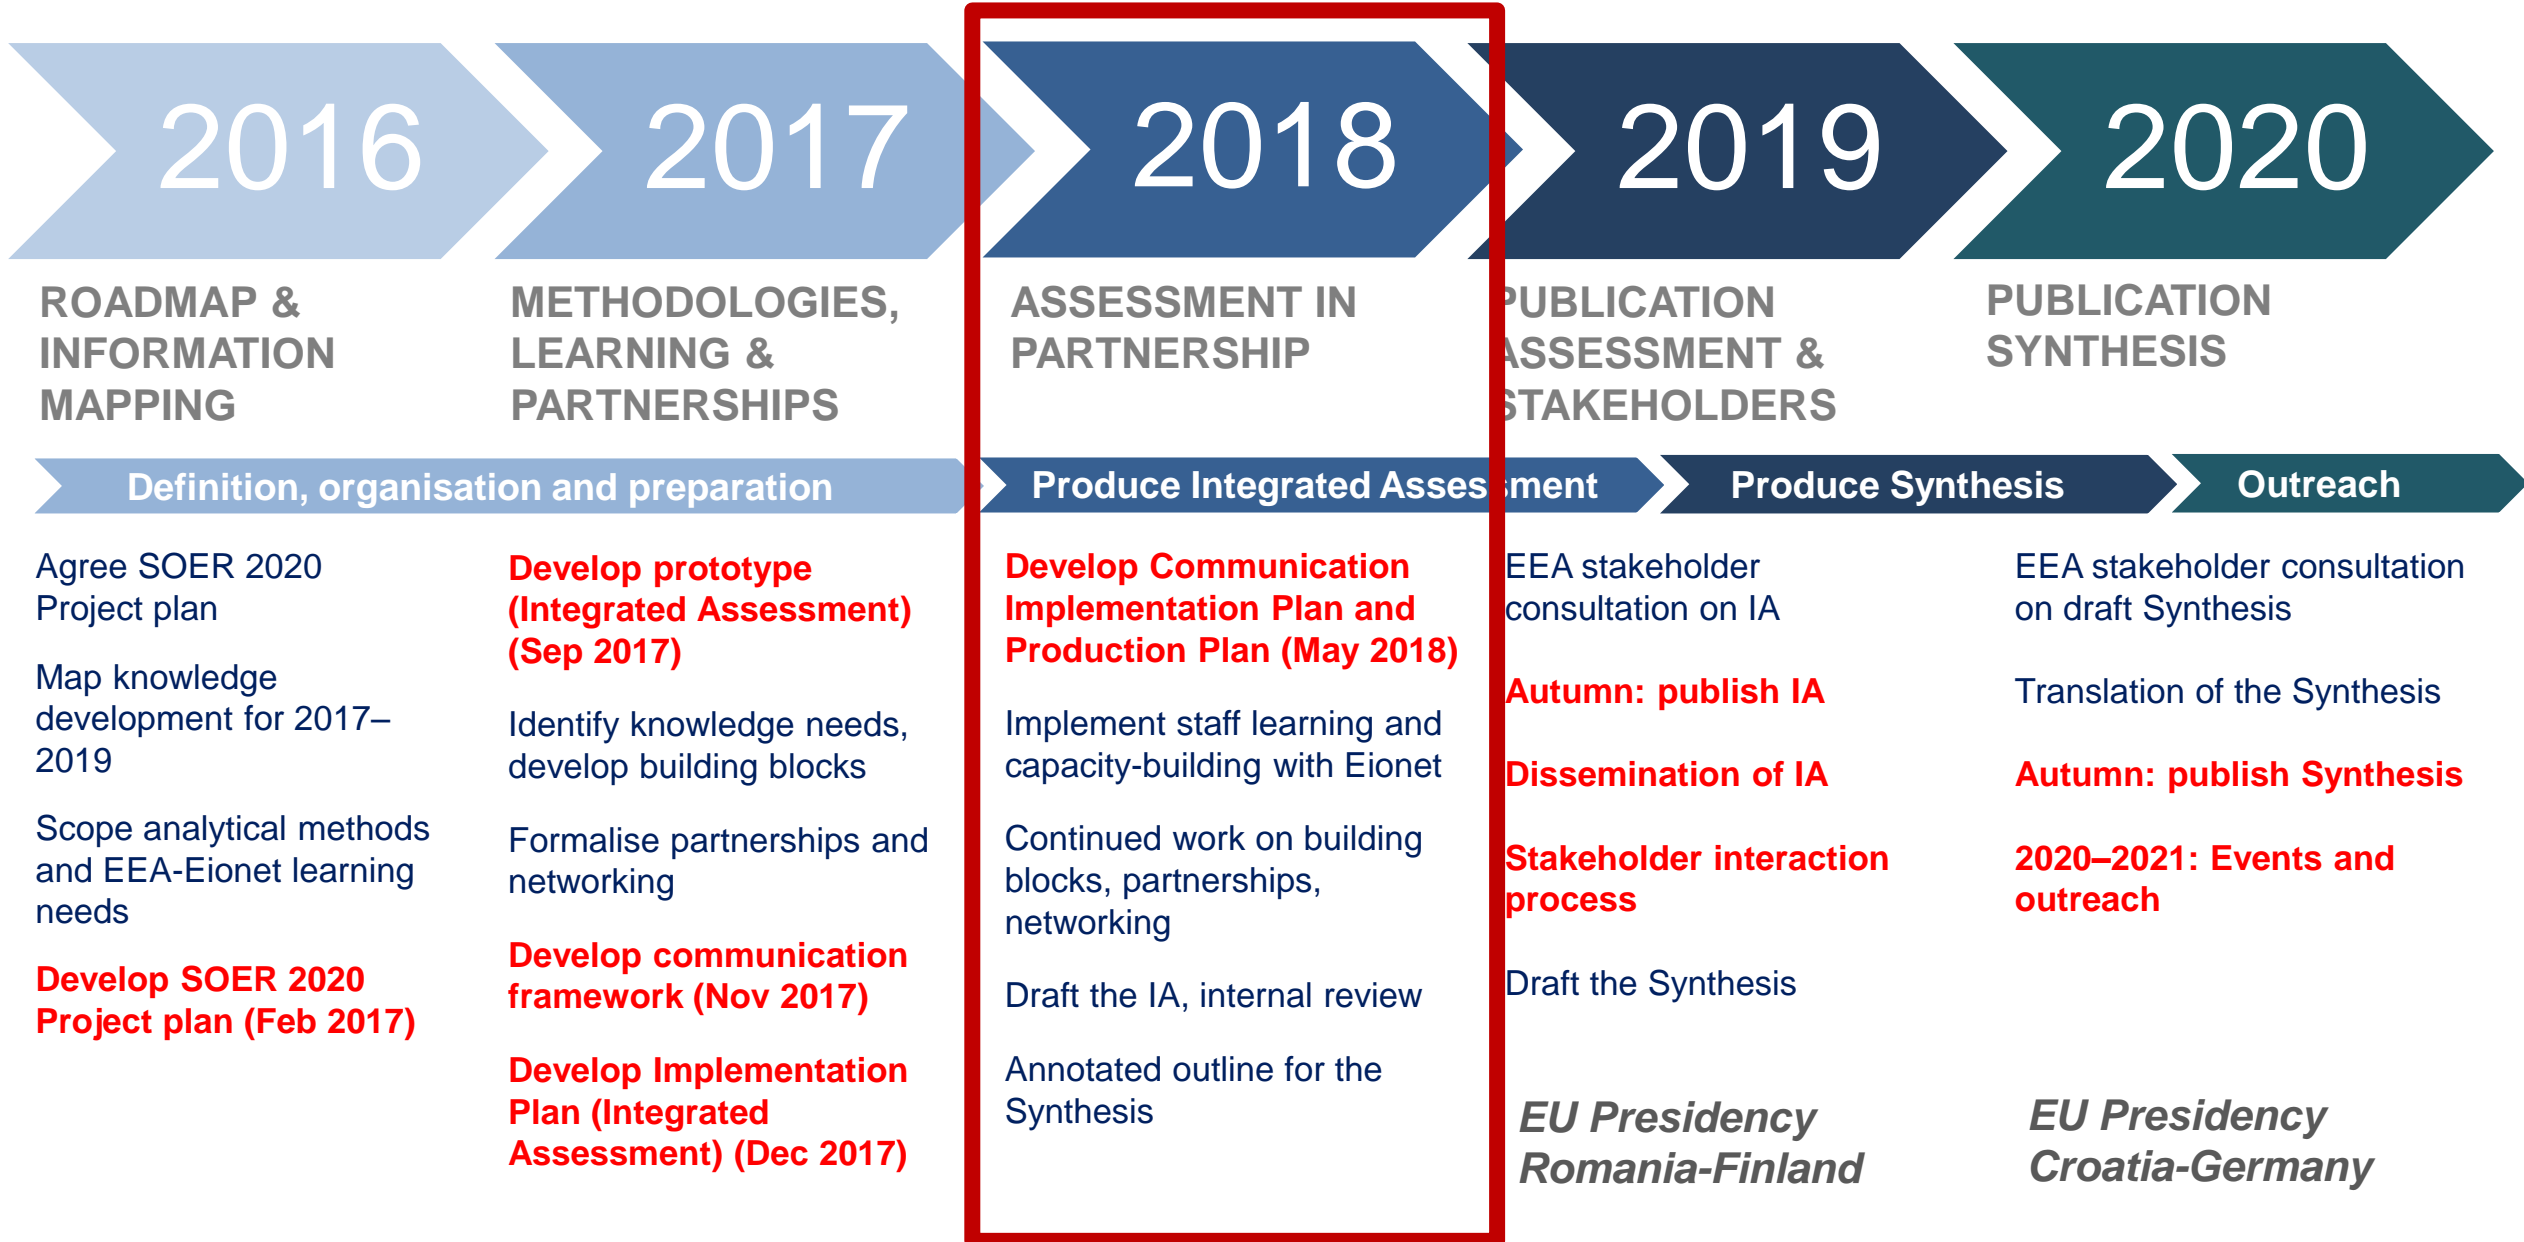 2016
2017
2018
2019
2020
ROADMAP &
INFORMATION
MAPPING
METHODOLOGIES,
LEARNING &
PARTNERSHIPS
ASSESSMENT IN
PARTNERSHIP
PUBLICATION
ASSESSMENT &
STAKEHOLDERS
PUBLICATION
SYNTHESIS
Definition, organisation and preparation
Produce Integrated Assessment
Produce Synthesis
Outreach
Agree SOER 2020
Project plan
Map knowledge
development for 2017–
2019
Scope analytical methods
and EEA-Eionet learning
needs
Develop SOER 2020
Project plan (Feb 2017)
Develop prototype
(Integrated Assessment)
(Sep 2017)
Identify knowledge needs,
develop building blocks
Formalise partnerships and
networking
Develop communication
framework (Nov 2017)
Develop Implementation
Plan (Integrated
Assessment) (Dec 2017)
Develop Communication
Implementation Plan and
Production Plan (May 2018)
Implement staff learning and
capacity-building with Eionet
Continued work on building
blocks, partnerships,
networking
Draft the IA, internal review
Annotated outline for the
Synthesis
EEA stakeholder
consultation on IA
Autumn: publish IA
Dissemination of IA
Stakeholder interaction
process
Draft the Synthesis
EU Presidency
Romania-Finland
EEA stakeholder consultation
on draft Synthesis
Translation of the Synthesis
Autumn: publish Synthesis
2020–2021: Events and
outreach
EU Presidency
Croatia-Germany